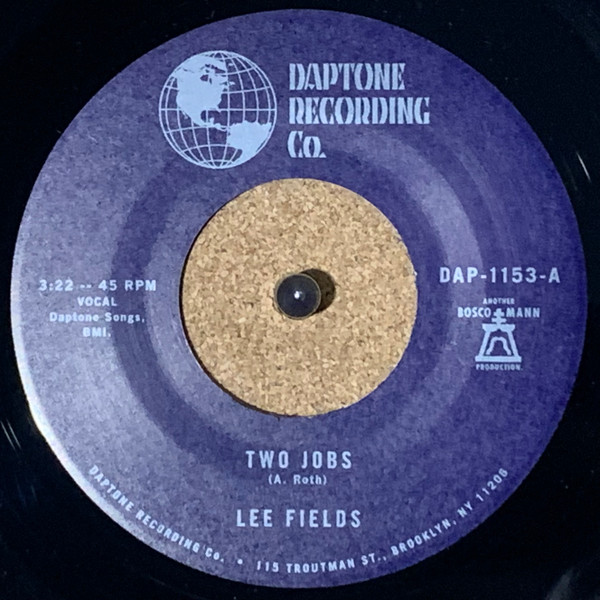 DAPTONE
RECORDING
Co.
3:22 -- 45 RPM
VOCAL
Daptone Songs,
BMI.
DAP-1153-A
ANOTHER
BOSCO MANN
PRODUCTION.
TWO JOBS
(A. Roth)
LEE FIELDS
DAPTONE RECORDING Co. • 115 TROUTMAN ST., BROOKLYN, NY 11206